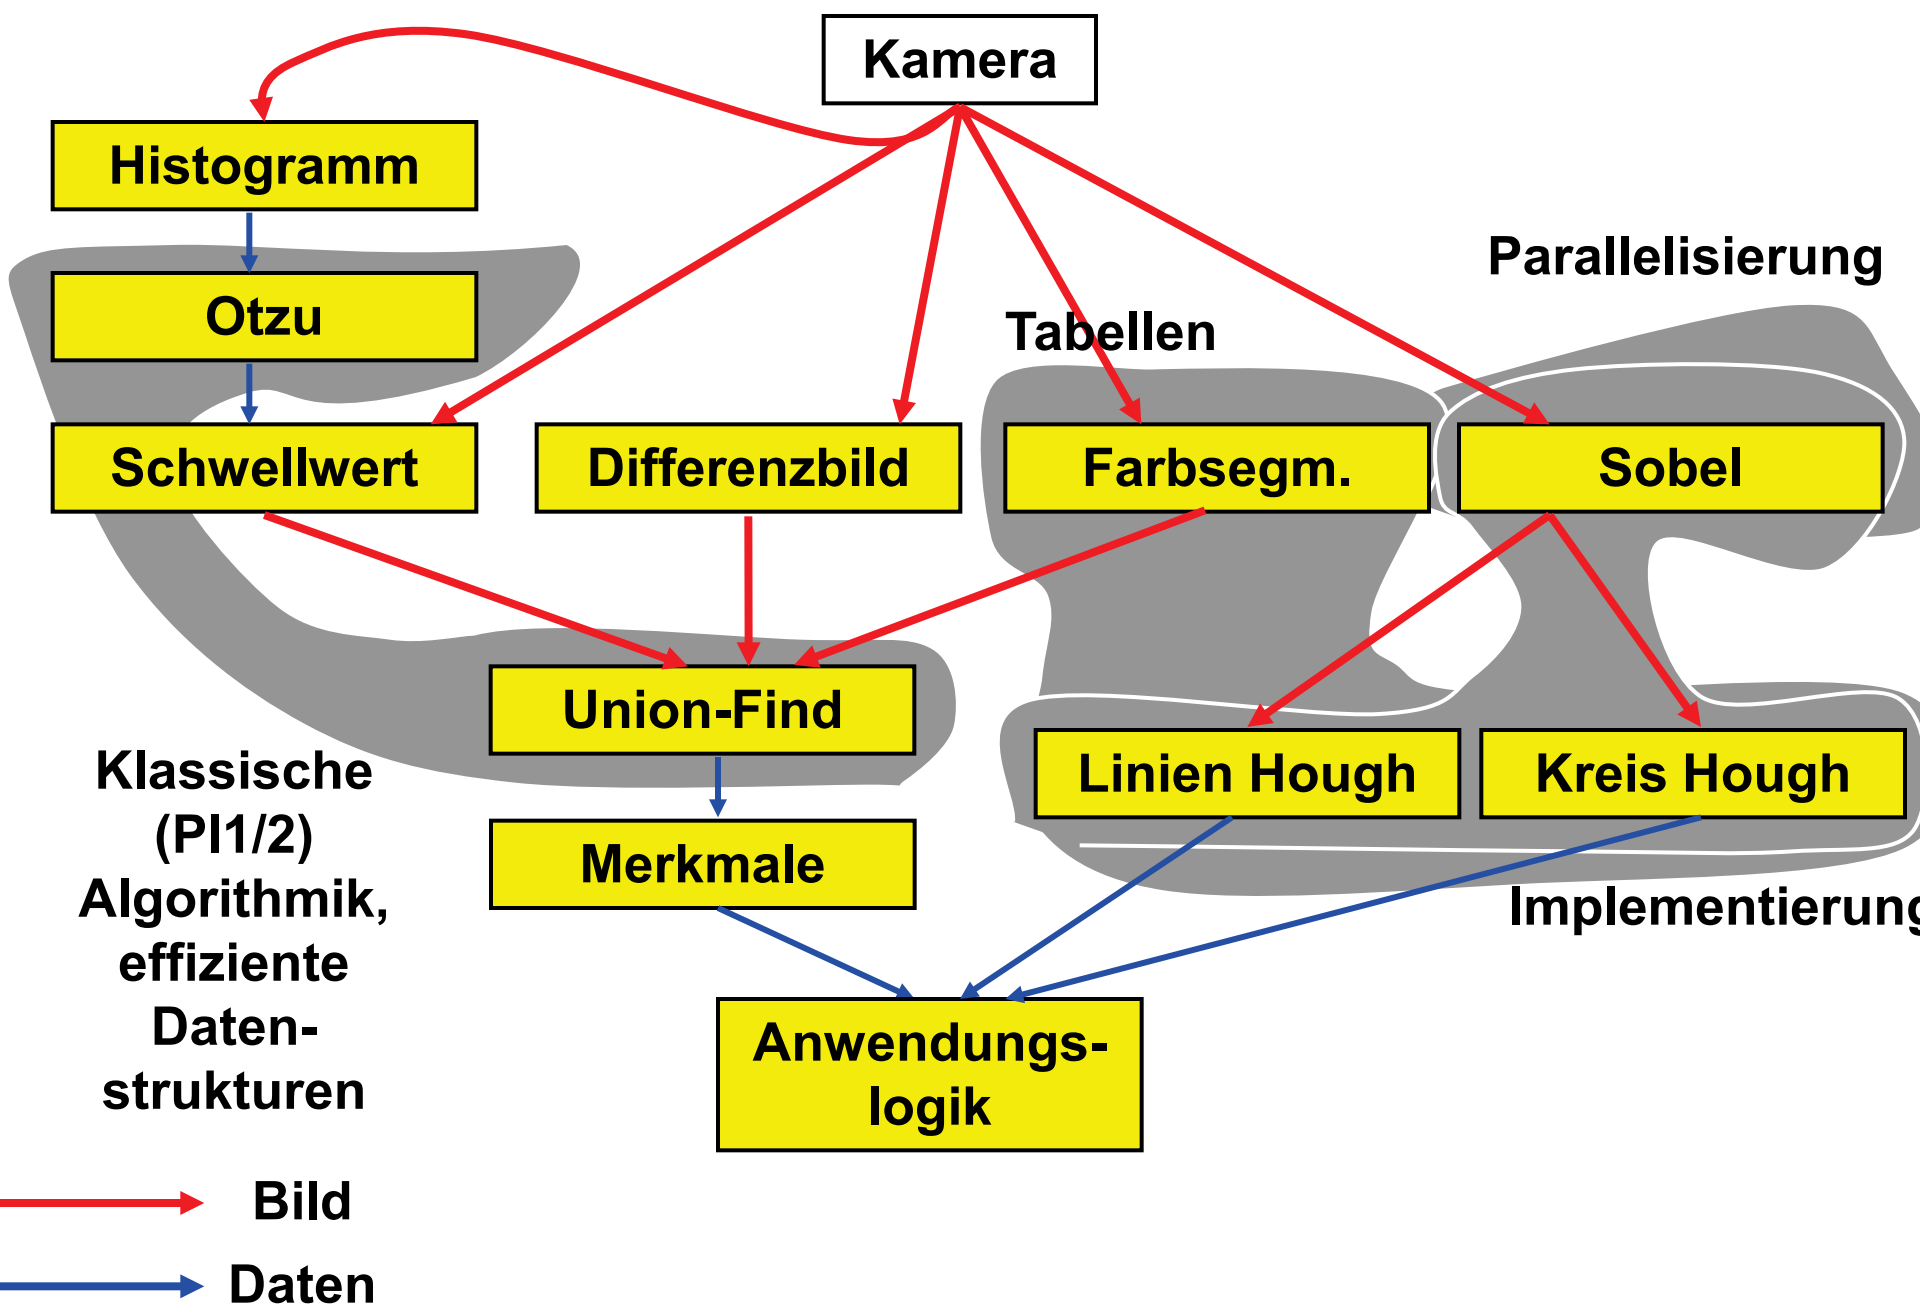 Kamera
Histogramm
Parallelisierung
Otzu
Tabellen
Schwellwert
Differenzbild
Farbsegm.
Sobel
Union-Find
Linien Hough
Kreis Hough
Klassische
(PI1/2)
Algorithmik,
effiziente
Daten-
strukturen
Merkmale
Implementierung
Anwendungs-
logik
Bild
Daten